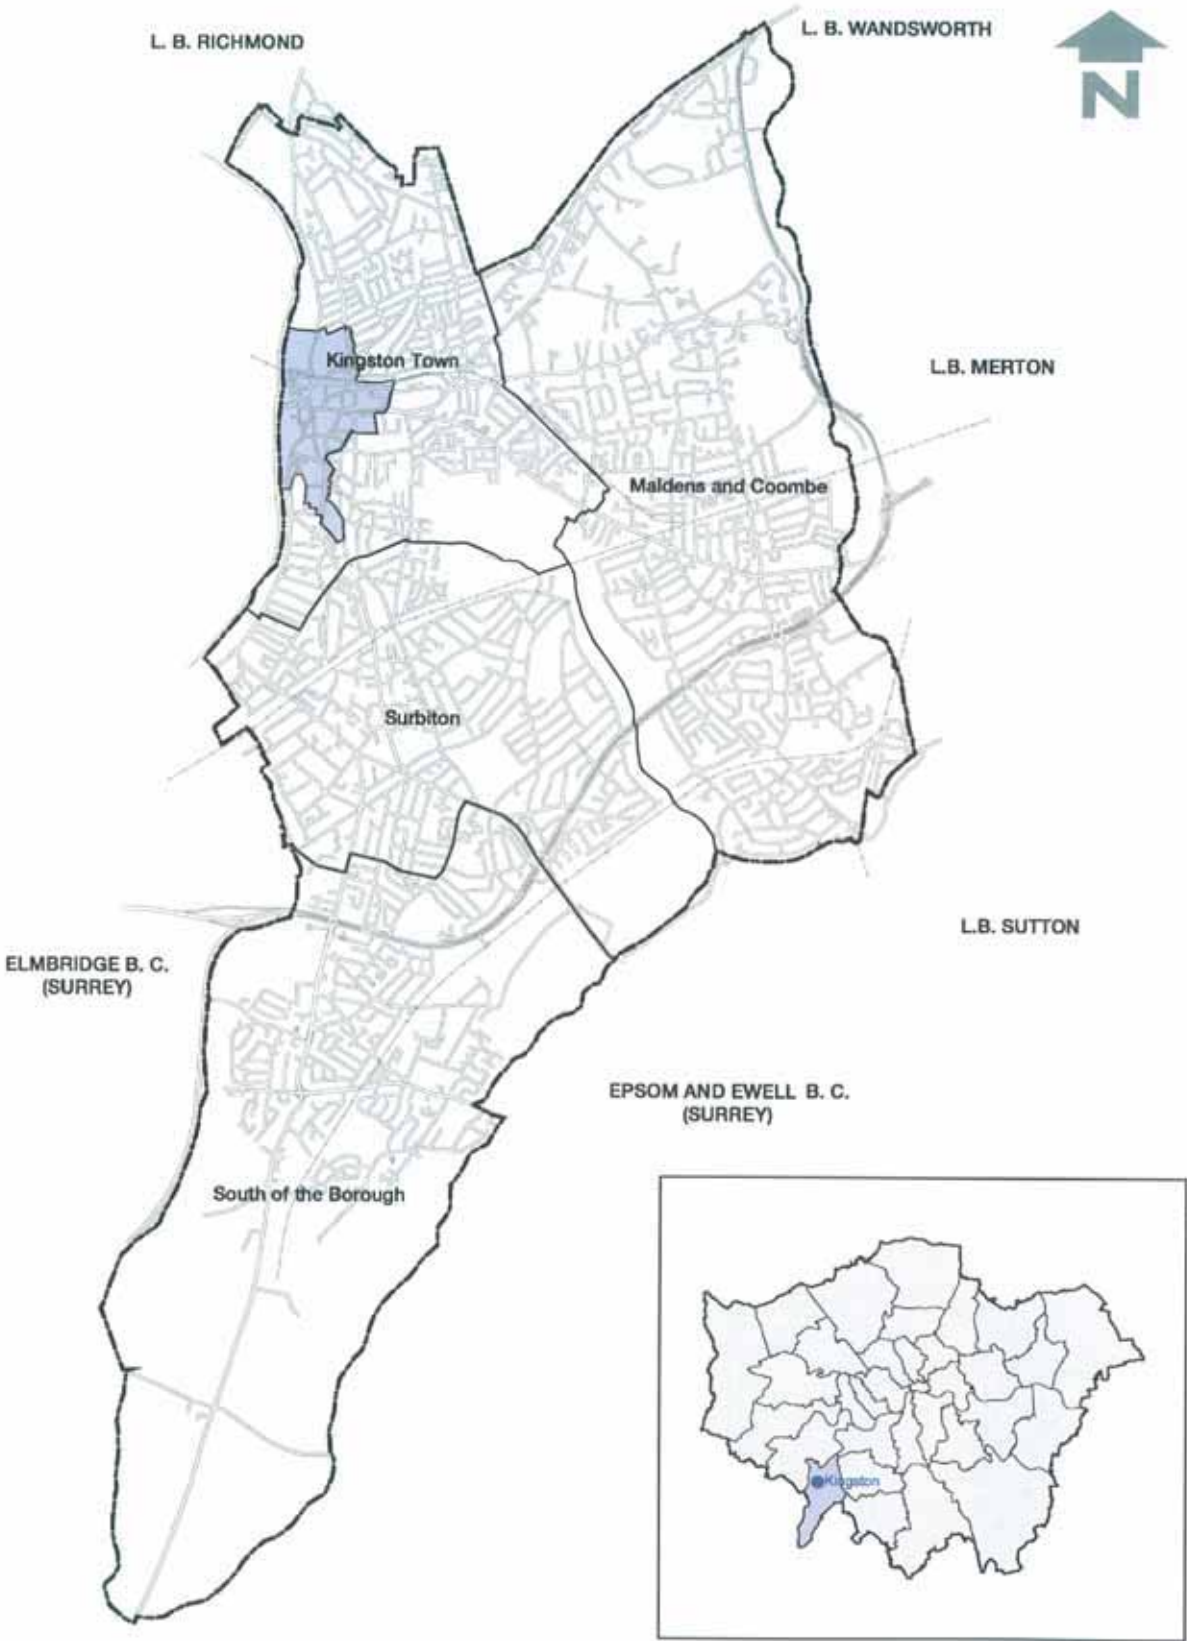 L. B. RICHMOND
L. B. WANDSWORTH
N
Kingston Town
L.B. MERTON
Maldens and Coombe
Surbiton
L.B. SUTTON
ELMBRIDGE B. C.
(SURREY)
EPSOM AND EWELL B. C.
(SURREY)
South of the Borough
Kingston